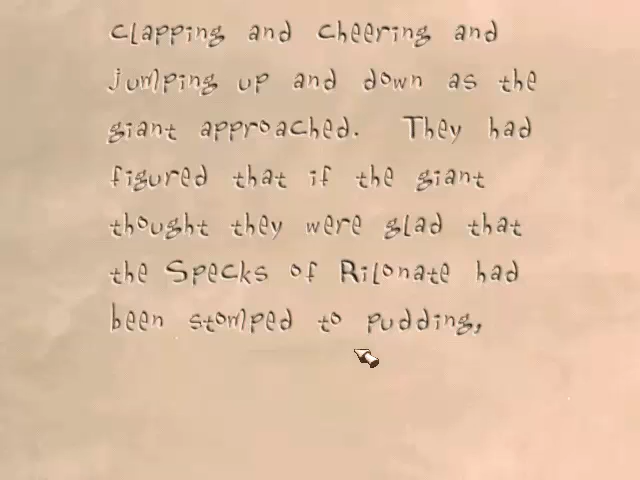 clapping and cheering and
jumping up and down as the
giant approached. They had
figured that if the giant
thought they were glad that
the Specks of Rilonate had
been stomped to pudding,